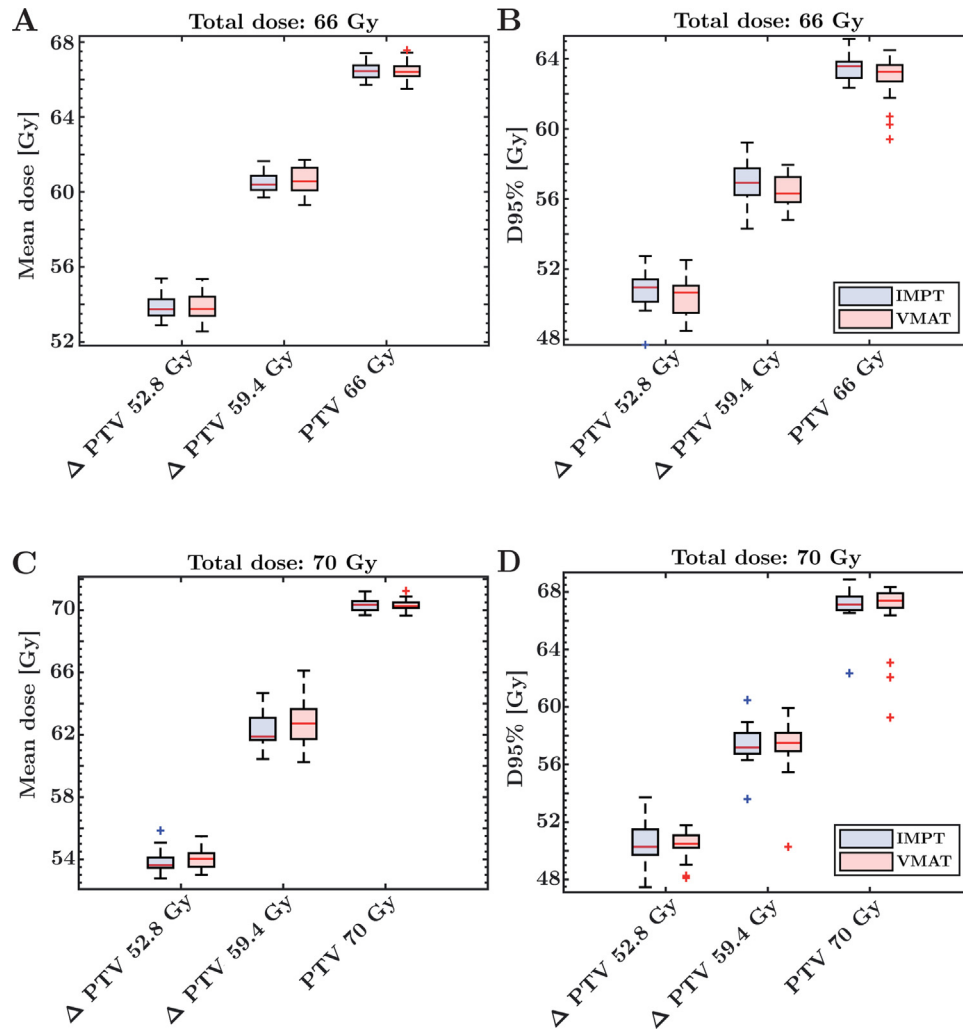 A
Total dose: 66 Gy
Mean dose [Gy]
68
64
60
56
52
Δ PTV 52.8 Gy
Δ PTV 59.4 Gy
PTV 66 Gy
B
Total dose: 66 Gy
D95% [Gy]
64
60
56
52
48
IMPT
VMAT
Δ PTV 52.8 Gy
Δ PTV 59.4 Gy
PTV 66 Gy
C
Total dose: 70 Gy
Mean dose [Gy]
70
66
62
58
54
Δ PTV 52.8 Gy
Δ PTV 59.4 Gy
PTV 70 Gy
D
Total dose: 70 Gy
D95% [Gy]
68
64
60
56
52
48
IMPT
VMAT
Δ PTV 52.8 Gy
Δ PTV 59.4 Gy
PTV 70 Gy